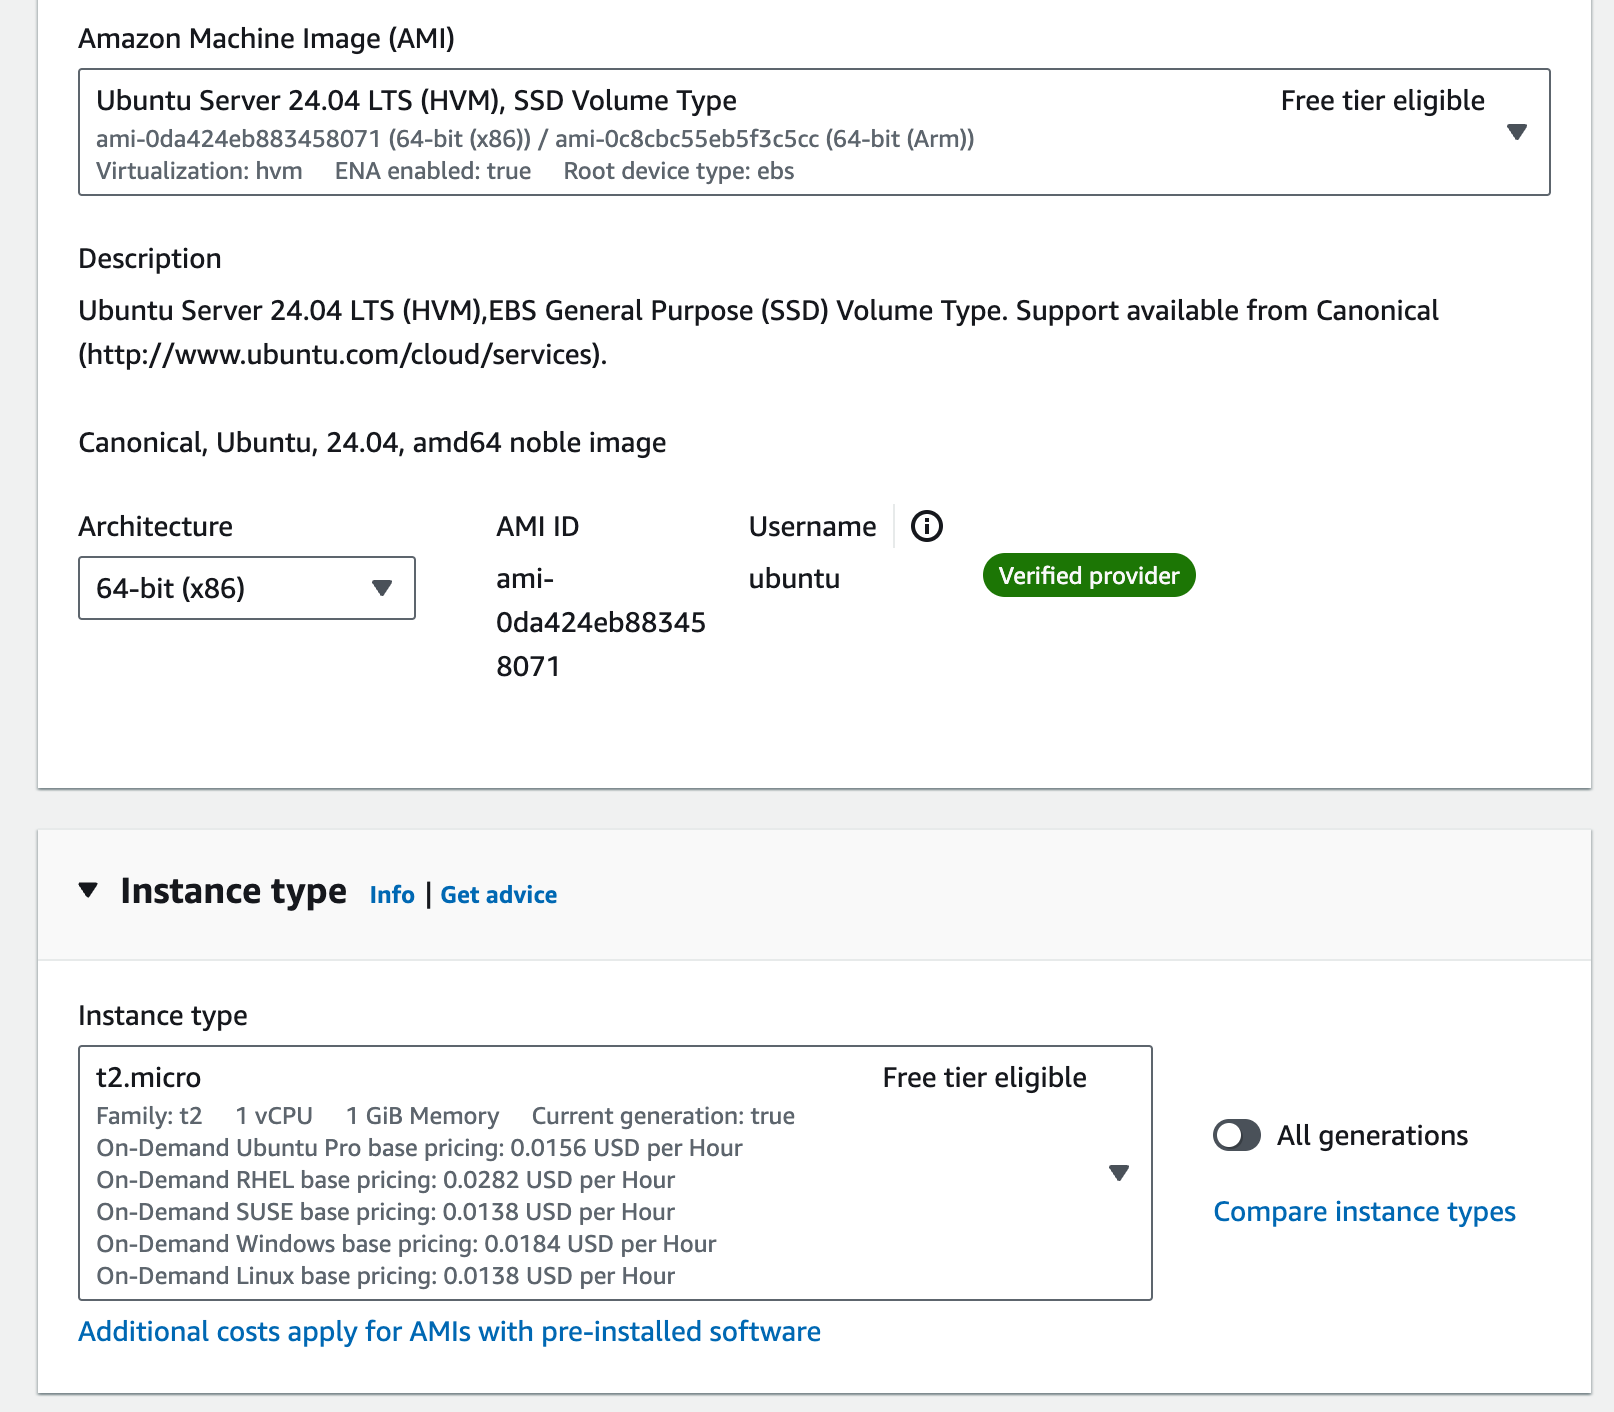 Amazon Machine Image (AMI)
Ubuntu Server 24.04 LTS (HVM), SSD Volume Type
Free tier eligible
ami-0da424eb883458071 (64-bit (x86)) / ami-0c8cbc55eb5f3c5cc (64-bit (Arm))
Virtualization: hvm ENA enabled: true Root device type: ebs
Description
Ubuntu Server 24.04 LTS (HVM),EBS General Purpose (SSD) Volume Type. Support available from Canonical
(http://www.ubuntu.com/cloud/services).
Canonical, Ubuntu, 24.04, amd64 noble image
Architecture
64-bit (x86)
AMI ID
ami-
0da424eb88345
8071
Username
ubuntu
Verified provider
Instance type Info | Get advice
Instance type
t2.micro
Free tier eligible
Family: t2 1 vCPU 1 GiB Memory Current generation: true
On-Demand Ubuntu Pro base pricing: 0.0156 USD per Hour
On-Demand RHEL base pricing: 0.0282 USD per Hour
On-Demand SUSE base pricing: 0.0138 USD per Hour
On-Demand Windows base pricing: 0.0184 USD per Hour
On-Demand Linux base pricing: 0.0138 USD per Hour
All generations
Compare instance types
Additional costs apply for AMIs with pre-installed software